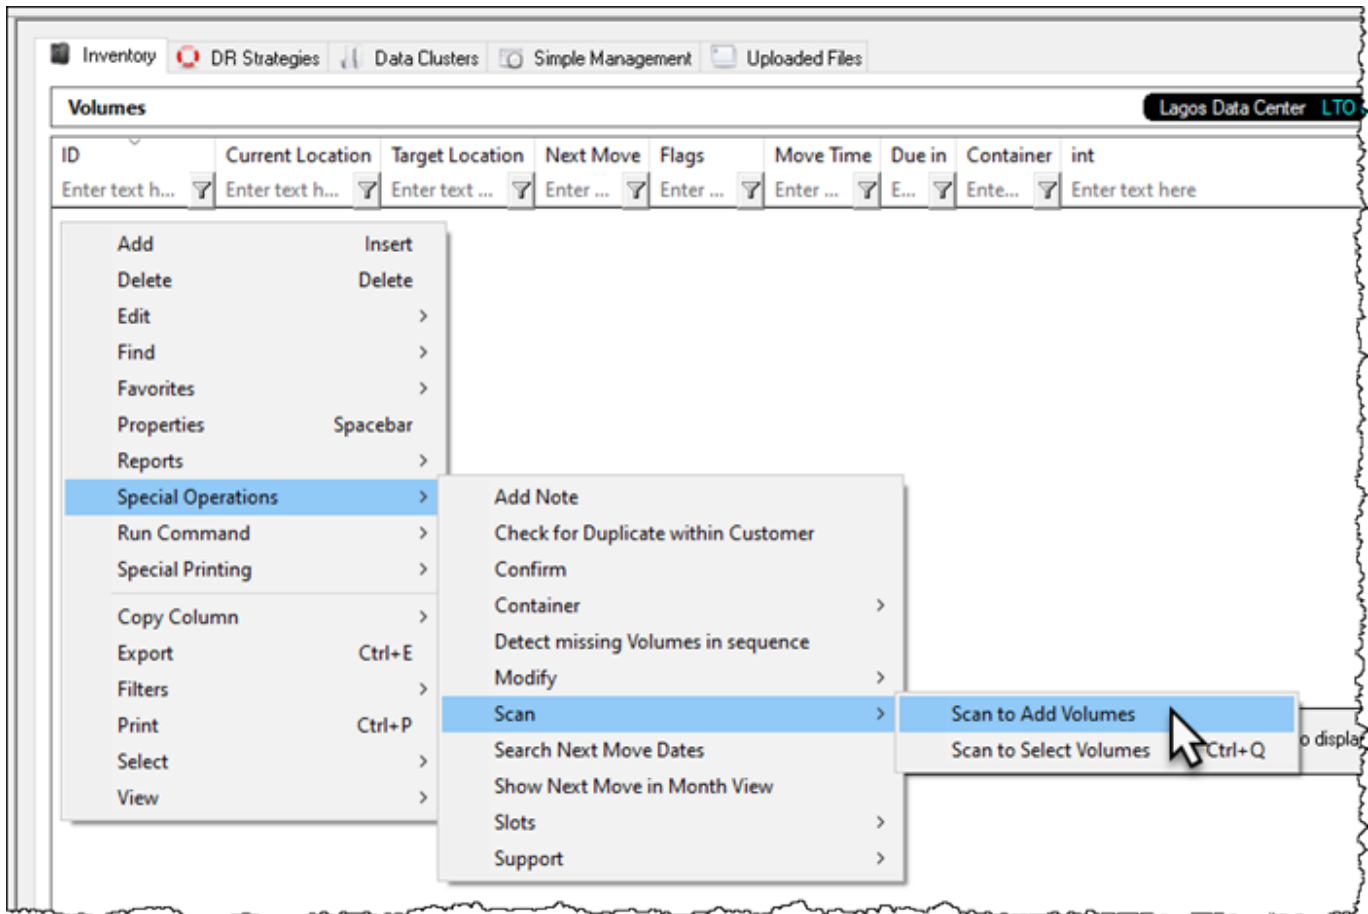 Inventory DR Strategies Data Clusters Simple Management Uploaded Files
Volumes Lagos Data Center LTO
ID Current Location Target Location Next Move Flags Move Time Due in Container int
Enter text h... Enter text h... Enter text ... Enter ... Enter ... Enter ... E... Ente... Enter text here
Add Insert
Delete Delete
Edit
Find
Favorites
Properties Spacebar
Reports
Special Operations
Run Command
Special Printing
Copy Column
Export Ctrl+E
Filters
Print Ctrl+P
Select
View
Add Note
Check for Duplicate within Customer
Confirm
Container
Detect missing Volumes in sequence
Modify
Scan
Search Next Move Dates
Show Next Move in Month View
Slots
Support
Scan to Add Volumes
Scan to Select Volumes Ctrl+Q